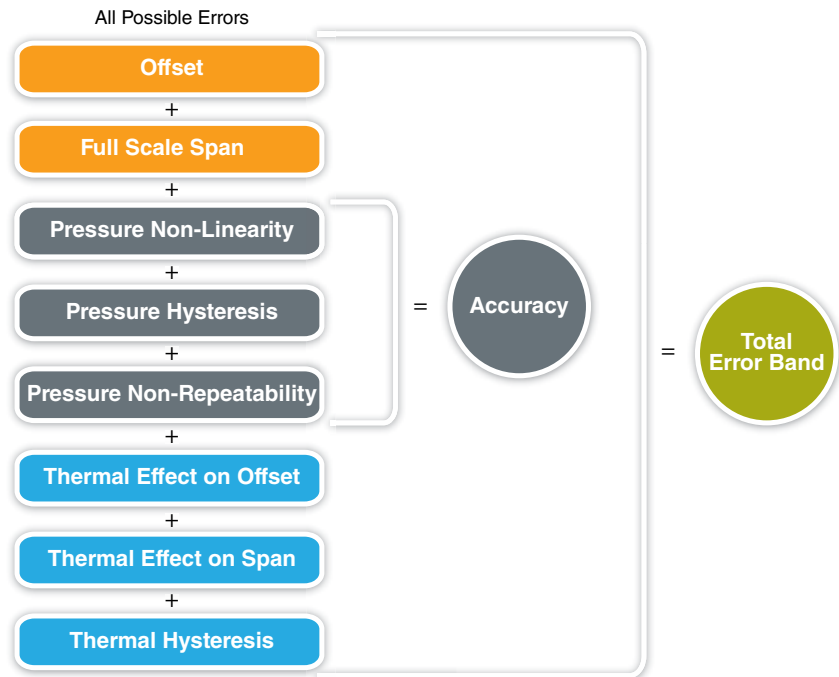 All Possible Errors
Offset
+
Full Scale Span
+
Pressure Non-Linearity
+
Pressure Hysteresis
+
Pressure Non-Repeatability
+
Thermal Effect on Offset
+
Thermal Effect on Span
+
Thermal Hysteresis
=
Accuracy
=
Total
Error Band